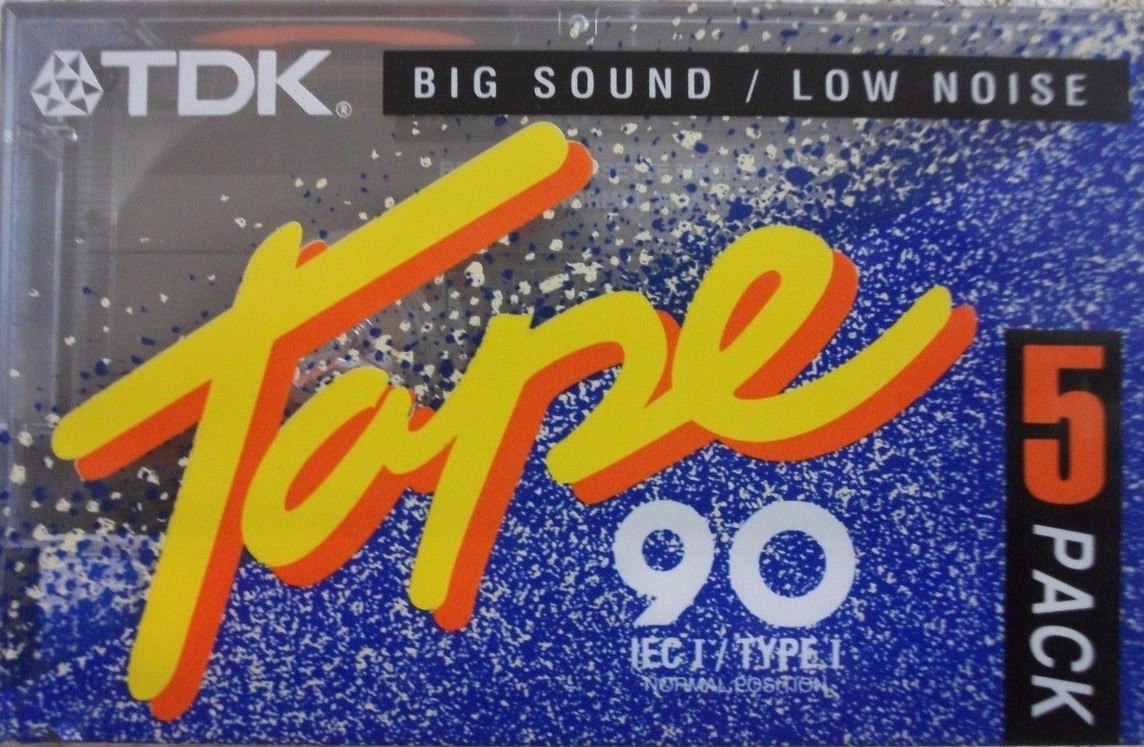 TDK®
BIG SOUND / LOW NOISE
Tape
90
IEC I / TYPE I
NORMAL POSITION
5 PACK